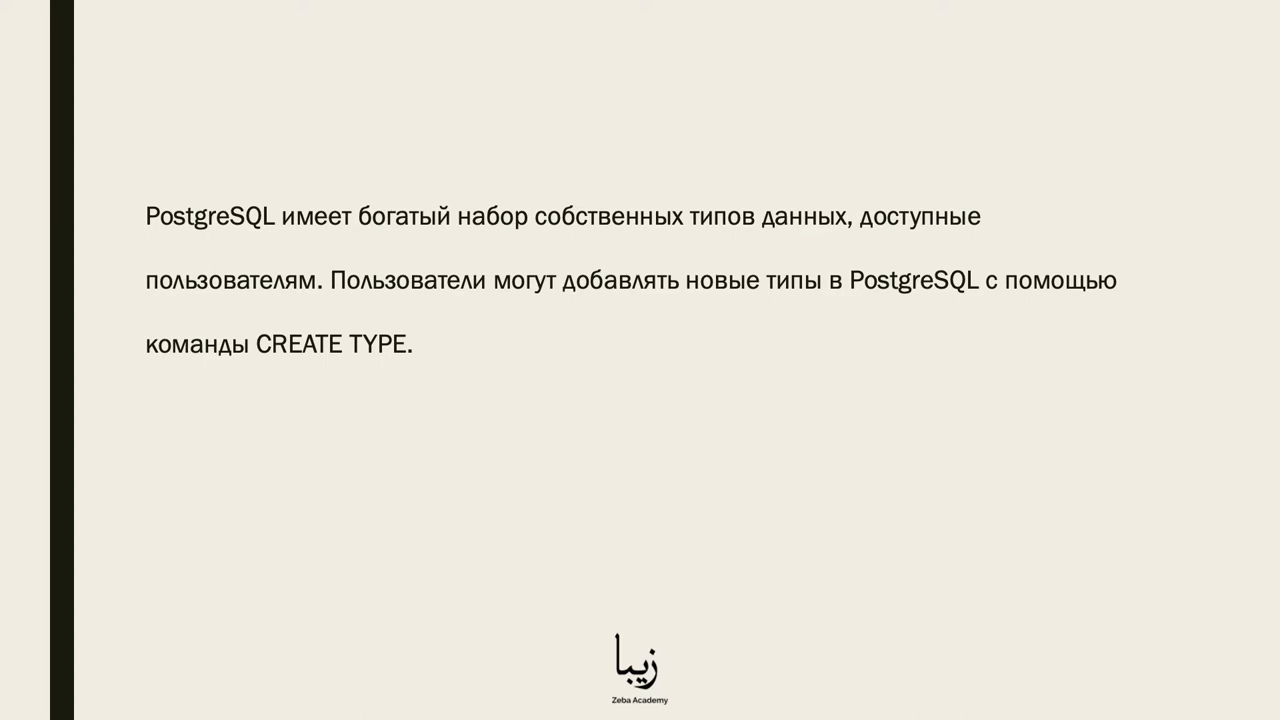 PostgreSQL имеет богатый набор собственных типов данных, доступные
пользователям. Пользователи могут добавлять новые типы в PostgreSQL с помощью
команды CREATE TYPE.
زيبا
Zeba Academy